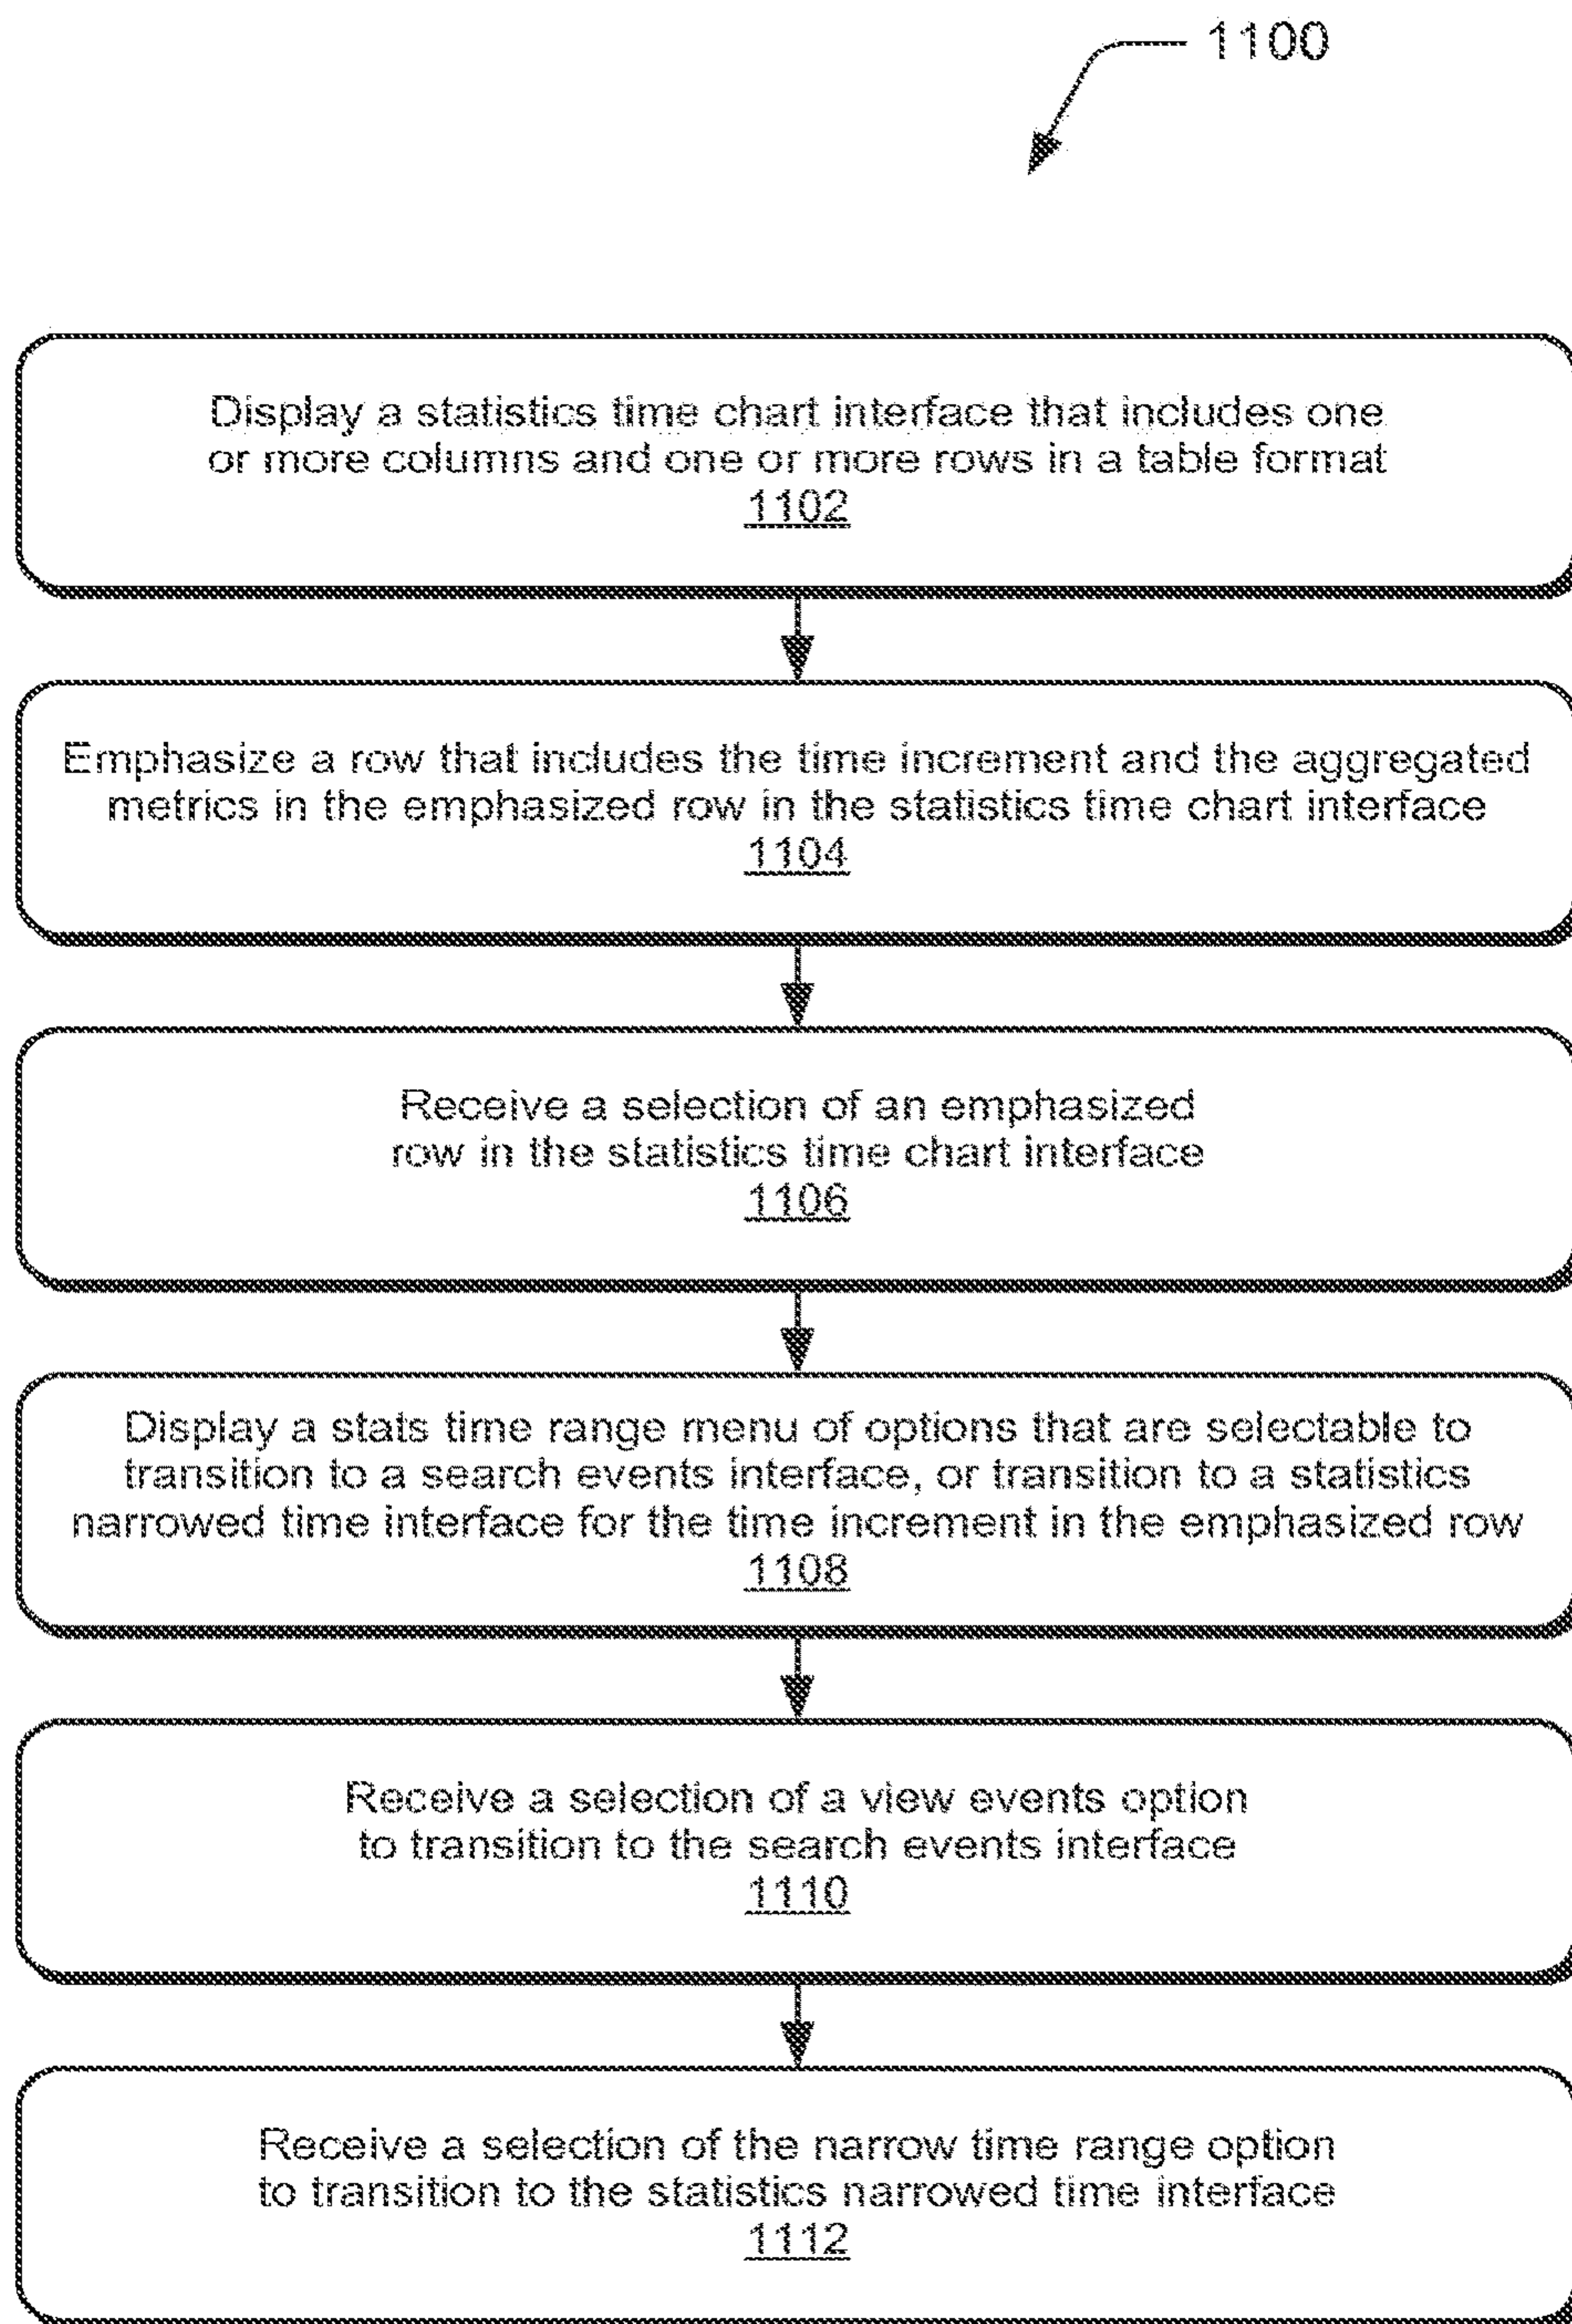 1100
Display a statistics time chart interface that includes one
or more columns and one or more rows in a table format
1102
Emphasize a row that includes the time increment and the aggregated
metrics in the emphasized row in the statistics time chart interface
1104
Receive a selection of an emphasized
row in the statistics time chart interface
1106
Display a stats time range menu of options that are selectable to
transition to a search events interface, or transition to a statistics
narrowed time interface for the time increment in the emphasized row
1108
Receive a selection of a view events option
to transition to the search events interface
1110
Receive a selection of the narrow time range option
to transition to the statistics narrowed time interface
1112